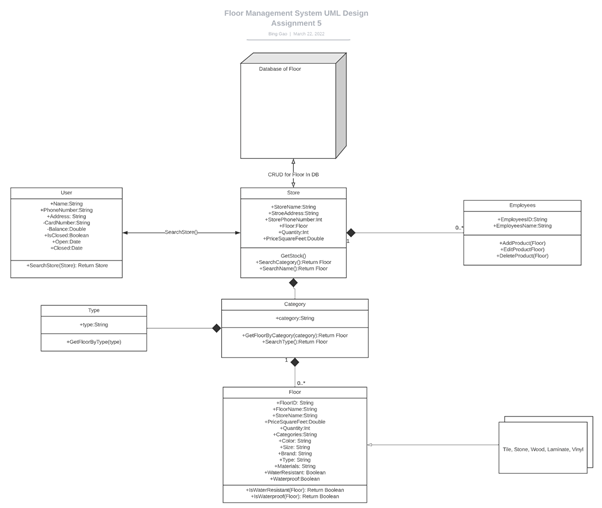 Floor Management System UML Design
Assignment 5
Bing Gao | March 12, 2022
Database of Floor
CRUD for Floor In DB
User
+Name:String
+PhoneNumber:String
+Address: String
-CardNumber:String
-Balance:Double
+IsClosed:Boolean
+Open:Date
+Closed:Date
+SearchStore(Store): Return Store
SearchStore()
Store
+StoreName:String
+StroeAddress:String
+StorePhoneNumber:Int
+Floor:Floor
+Quantity:Int
+PriceSquareFeet:Double
GetStock()
+SearchCategory():Return Floor
+SearchName():Return Floor
1
0..*
Employees
+EmployeesID:String
+EmployeesName:String
+AddProduct(Floor)
+EditProductFloor)
+DeleteProduct(Floor)
Type
+type:String
+GetFloorByType(type)
Category
+category:String
+GetFloorByCategory(category):Return Floor
+SearchType():Return Floor
1
0..*
Floor
+FloorID: String
+FloorName:String
+StoreName:String
+PriceSquareFeet:Double
+Quantity:Int
+Categories:String
+Color: String
+Size: String
+Brand: String
+Type: String
+Materials: String
+WaterResistant: Boolean
+Waterproof:Boolean
+IsWaterResistant(Floor): Return Boolean
+IsWaterproof(Floor): Return Boolean
Tile, Stone, Wood, Laminate, Vinyl